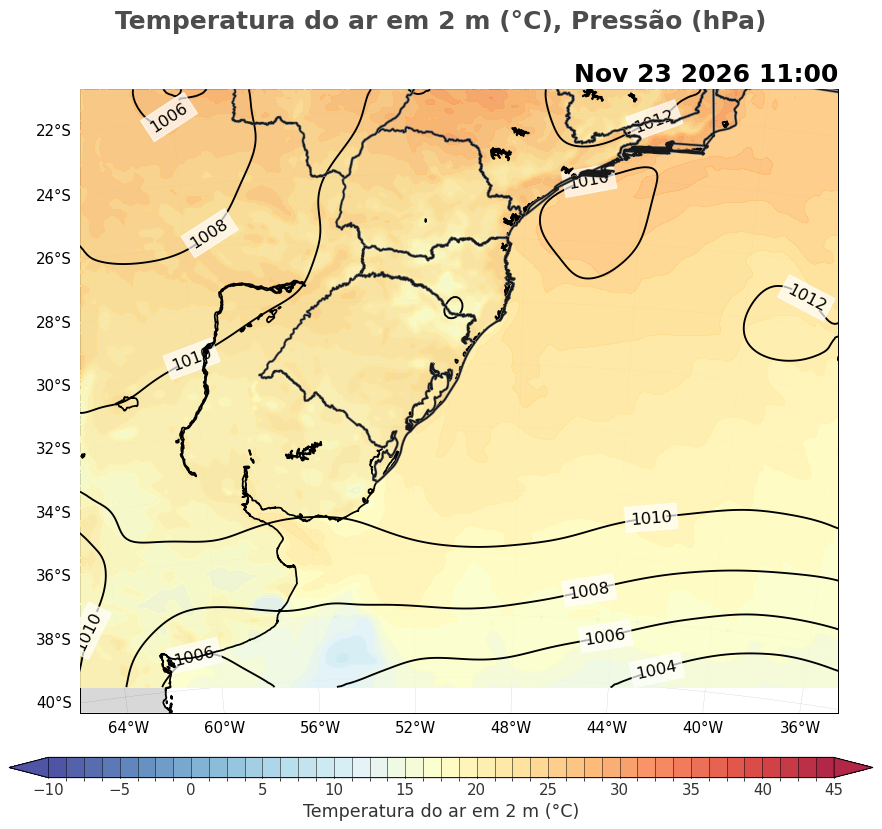 Temperatura do ar em 2 m (°C), Pressão (hPa)
Nov 23 2026 11:00
1006
1012
22°S
1010
24°S
1008
26°S
1012
28°S
1010
30°S
32°S
34°S
1010
36°S
1008
1010
38°S
1006
1006
1004
40°S
64°W 60°W 56°W 52°W 48°W 44°W 40°W 36°W
−10 −5 0 5 10 15 20 25 30 35 40 45
Temperatura do ar em 2 m (°C)